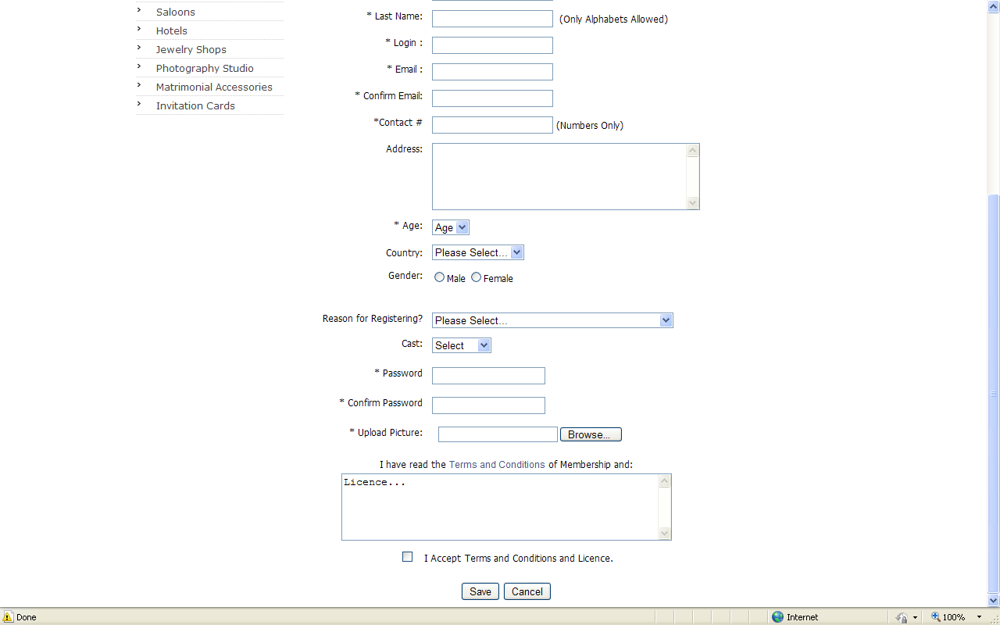 Saloons
Hotels
Jewelry Shops
Photography Studio
Matrimonial Accessories
Invitation Cards
* Last Name: (Only Alphabets Allowed)
* Login :
* Email :
* Confirm Email:
*Contact # (Numbers Only)
Address:
* Age: Age
Country: Please Select...
Gender: Male Female
Reason for Registering? Please Select...
Cast: Select
* Password
* Confirm Password
* Upload Picture: Browse...
I have read the Terms and Conditions of Membership and:
Licence...
I Accept Terms and Conditions and Licence.
Save Cancel
Done Internet 100%